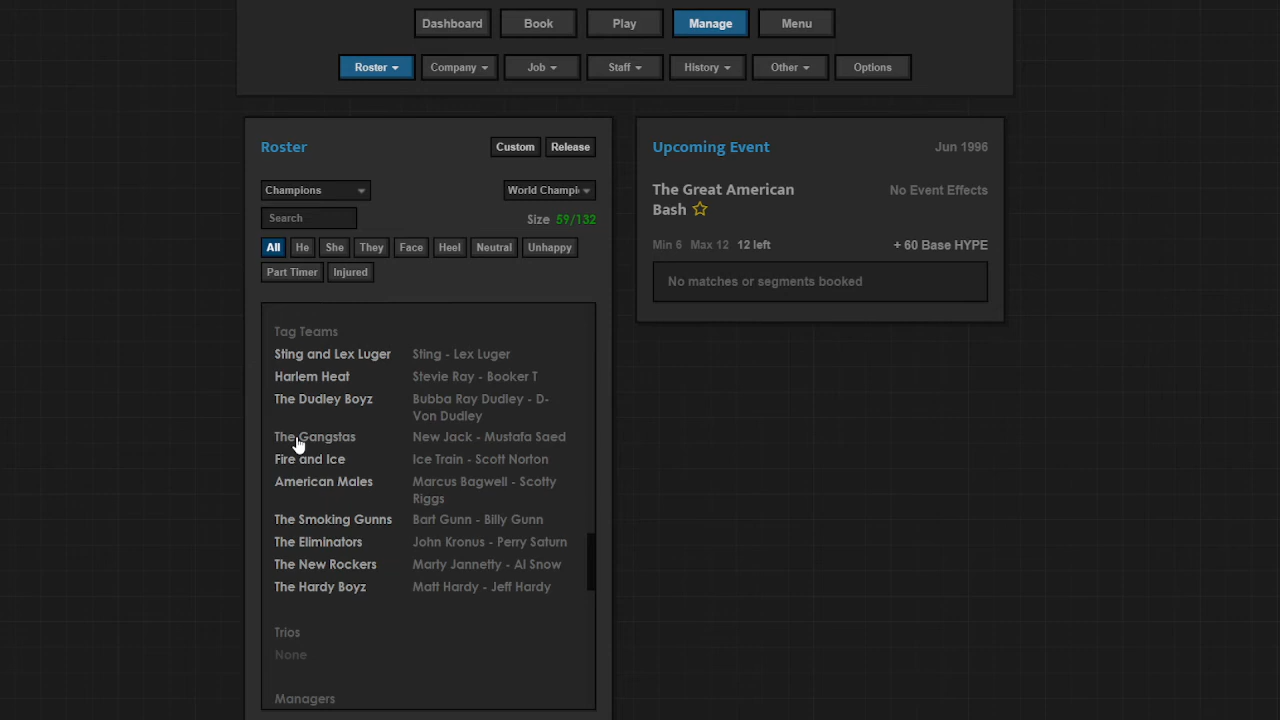 Dashboard
Book
Play
Manage
Menu
Roster
Company
Job
Staff
History
Other
Options
Roster
Custom
Release
Champions
World Champi
Search
Size 59/132
All
He
She
They
Face
Heel
Neutral
Unhappy
Part Timer
Injured
Tag Teams
Sting and Lex Luger Sting - Lex Luger
Harlem Heat Stevie Ray - Booker T
The Dudley Boyz Bubba Ray Dudley - D-
Von Dudley
The Gangstas New Jack - Mustafa Saed
Fire and Ice Ice Train - Scott Norton
American Males Marcus Bagwell - Scotty
Riggs
The Smoking Gunns Bart Gunn - Billy Gunn
The Eliminators John Kronus - Perry Saturn
The New Rockers Marty Jannetty - Al Snow
The Hardy Boyz Matt Hardy - Jeff Hardy
Trios
None
Managers
Upcoming Event
Jun 1996
The Great American
Bash
No Event Effects
Min 6 Max 12 12 left
+ 60 Base HYPE
No matches or segments booked